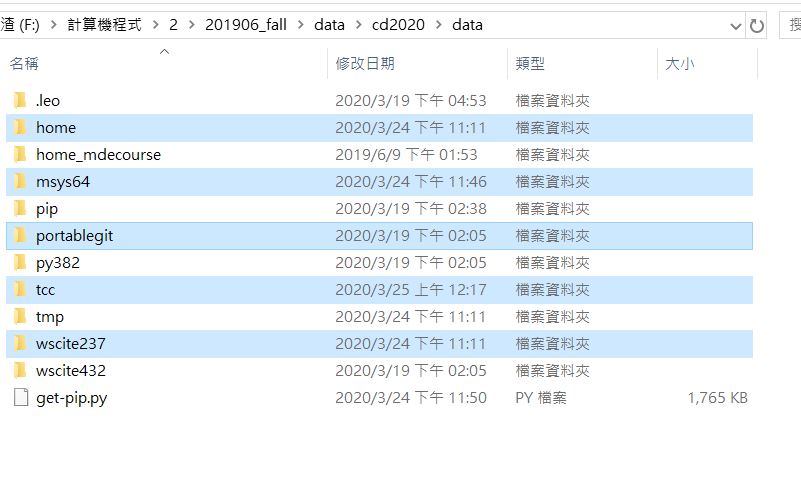 渣 (F:) > 計算機程式 > 2 > 201906_fall > data > cd2020 > data 搜
名稱 修改日期 類型 大小
.leo 2020/3/19 下午 04:53 檔案資料夾
home 2020/3/24 下午 11:11 檔案資料夾
home_mdecourse 2019/6/9 下午 01:53 檔案資料夾
msys64 2020/3/24 下午 11:46 檔案資料夾
pip 2020/3/19 下午 02:38 檔案資料夾
portablegit 2020/3/19 下午 02:05 檔案資料夾
py382 2020/3/19 下午 02:05 檔案資料夾
tcc 2020/3/25 上午 12:17 檔案資料夾
tmp 2020/3/24 下午 11:11 檔案資料夾
wscite237 2020/3/24 下午 11:11 檔案資料夾
wscite432 2020/3/19 下午 02:05 檔案資料夾
get-pip.py 2020/3/24 下午 11:50 PY 檔案 1,765 KB